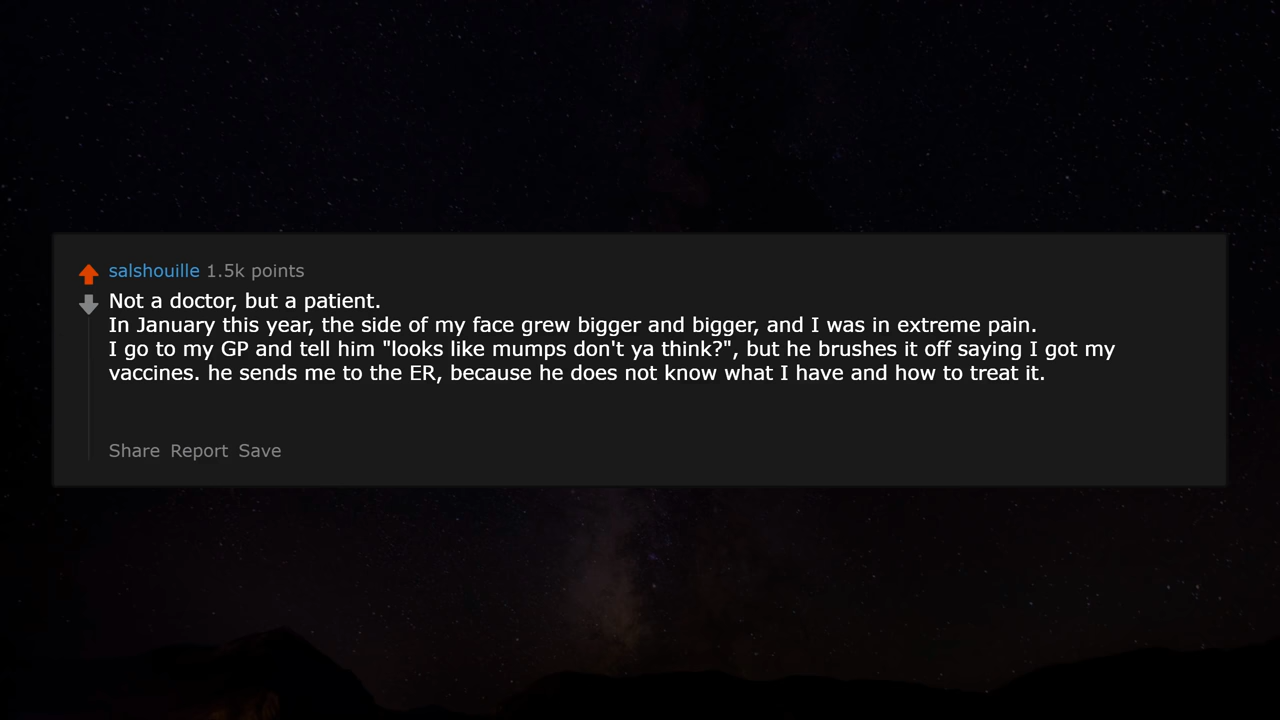 salshouille 1.5k points
Not a doctor, but a patient.
In January this year, the side of my face grew bigger and bigger, and I was in extreme pain.
I go to my GP and tell him "looks like mumps don't ya think?", but he brushes it off saying I got my
vaccines. he sends me to the ER, because he does not know what I have and how to treat it.
Share Report Save